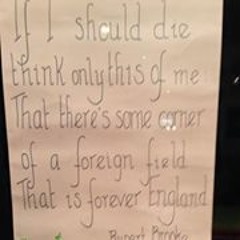 If I should die
think only this of me
That there's some corner
of a foreign field
That is forever England
Rupert Brooke